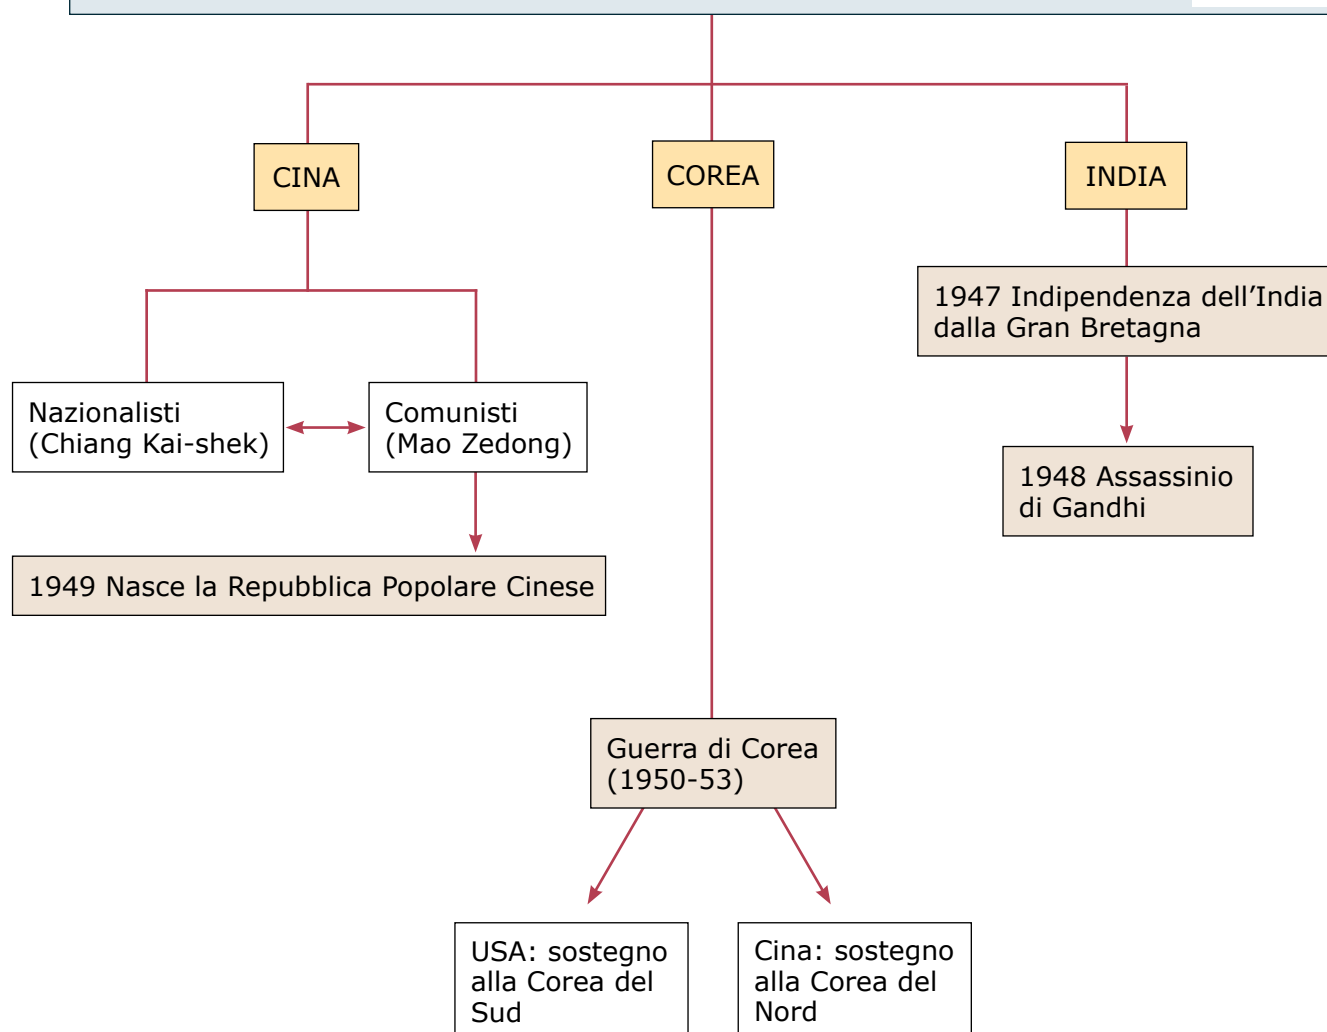 CINA
COREA
INDIA
1947 Indipendenza dell’India
dalla Gran Bretagna
Nazionalisti
(Chiang Kai-shek)
Comunisti
(Mao Zedong)
1948 Assassinio
di Gandhi
1949 Nasce la Repubblica Popolare Cinese
Guerra di Corea
(1950-53)
USA: sostegno
alla Corea del
Sud
Cina: sostegno
alla Corea del
Nord